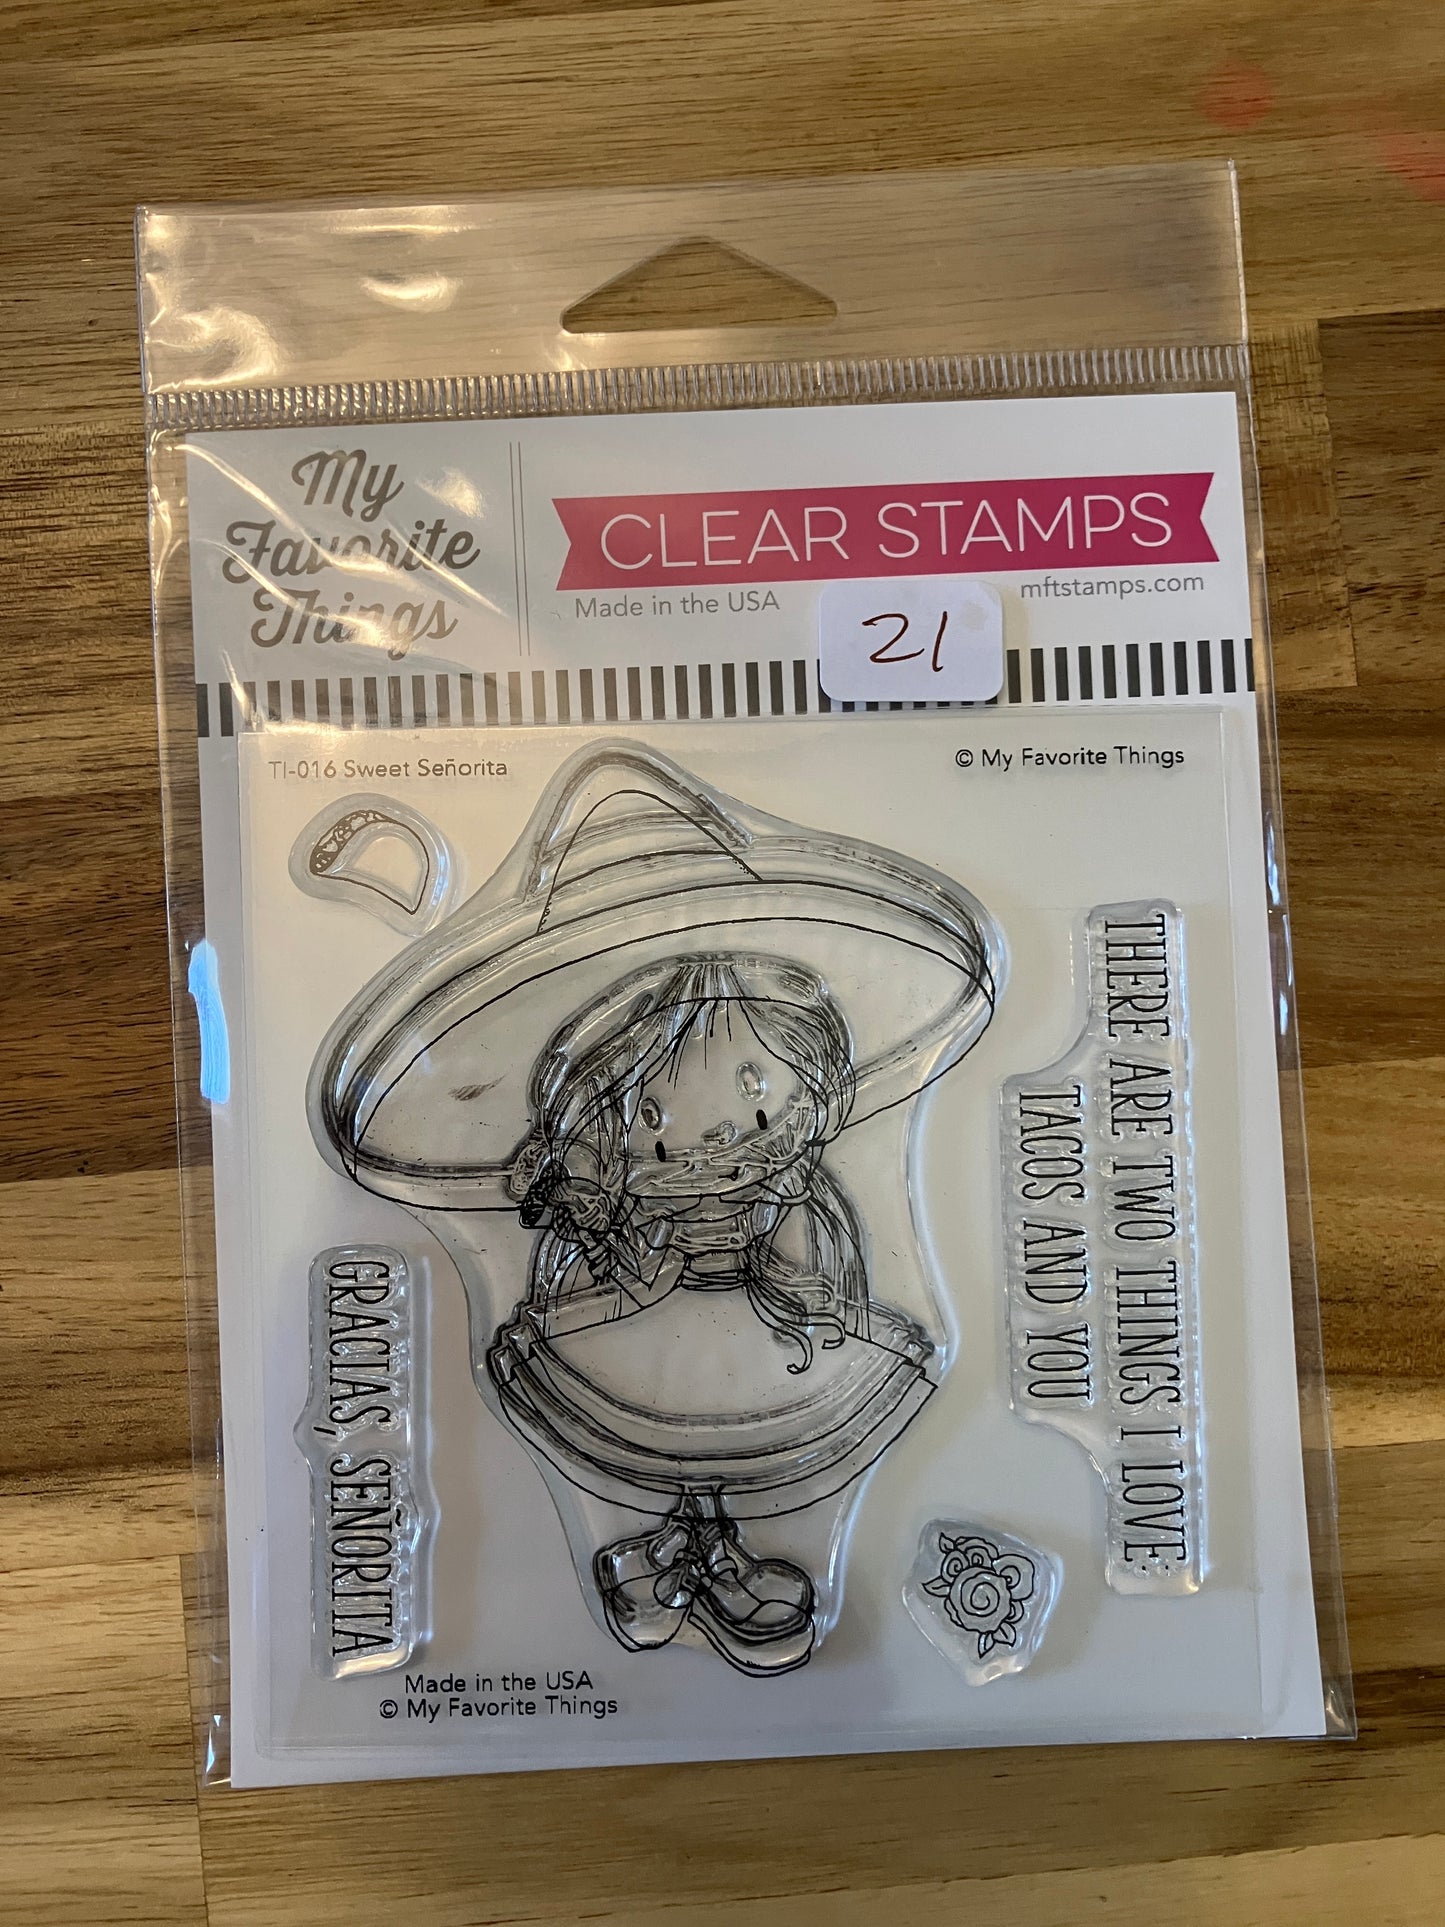 My
Favorite
Things
CLEAR STAMPS
Made in the USA
mftstamps.com
21
TI-016 Sweet Señorita
© My Favorite Things
THERE ARE TWO THINGS I LOVE:
TACOS AND YOU
GRACIAS, SEÑORITA
Made in the USA
© My Favorite Things